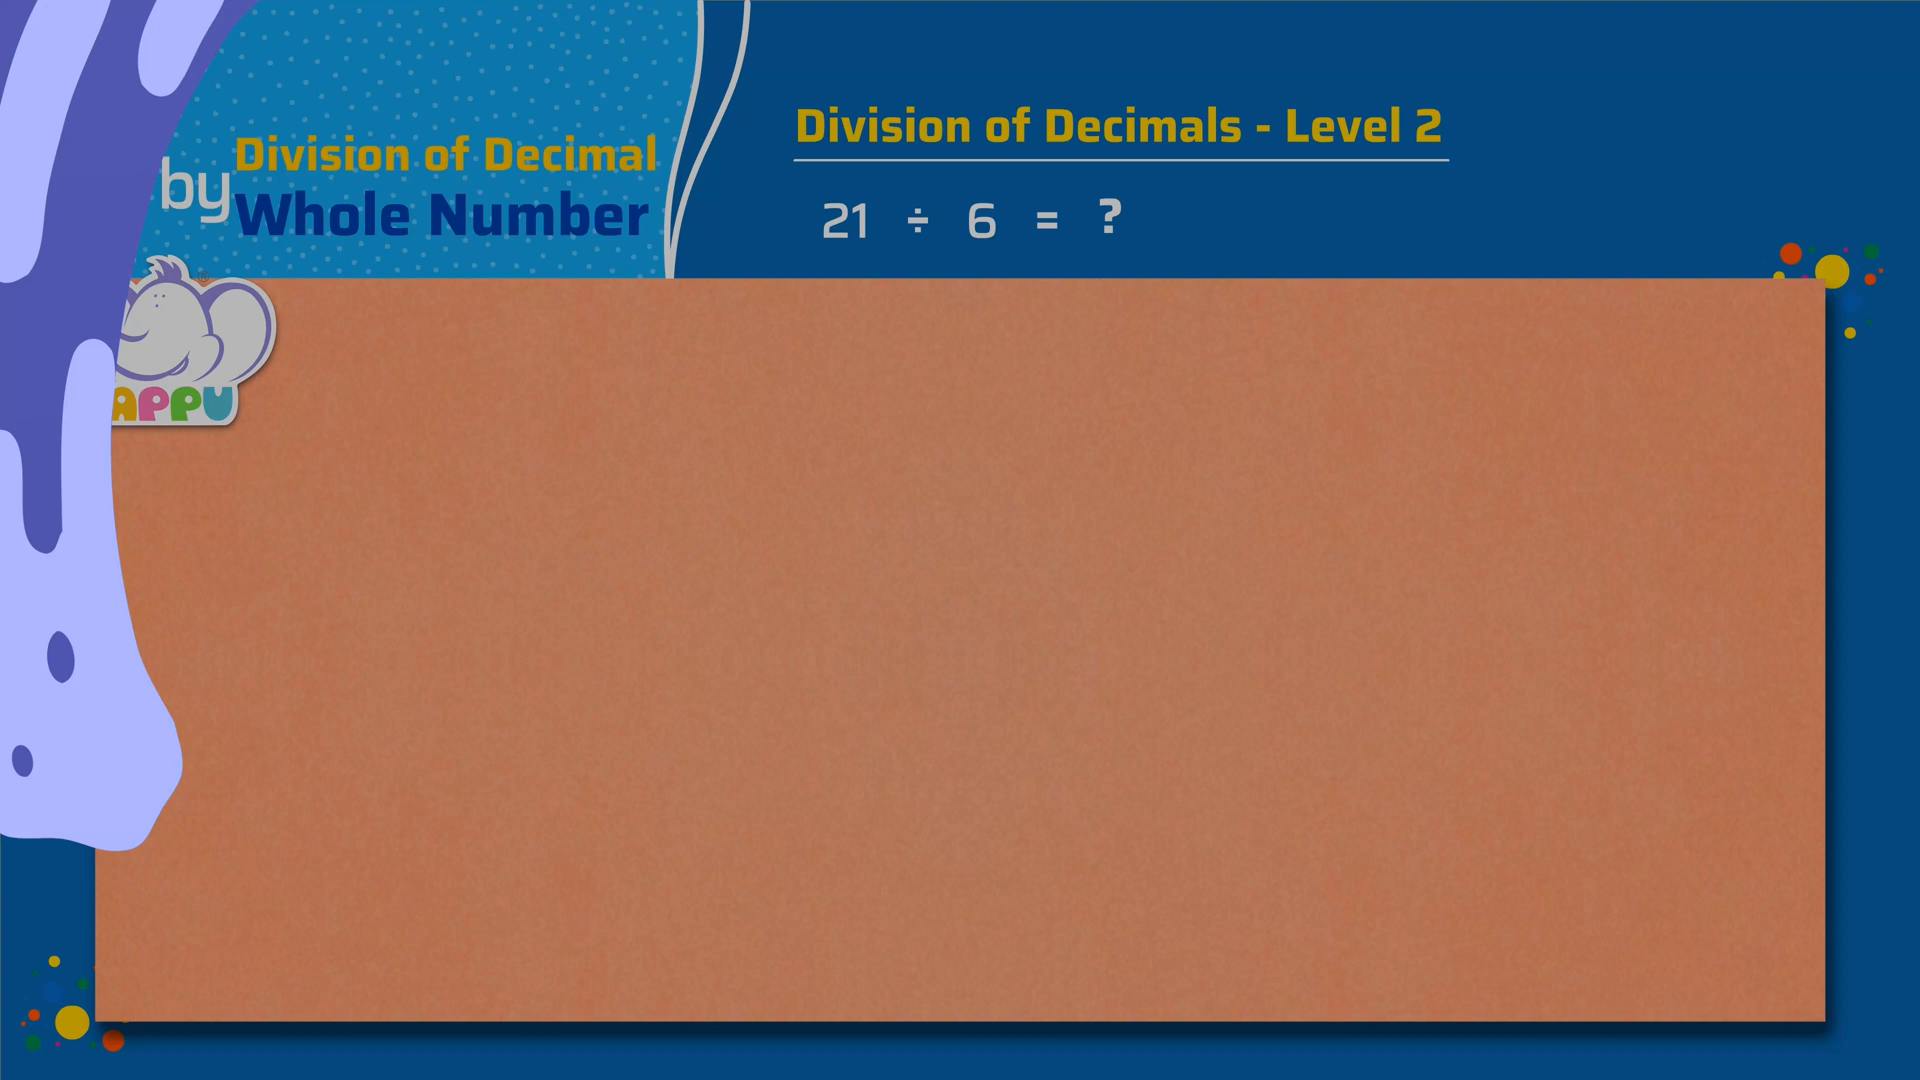 Division of Decimal
by Whole Number
Division of Decimals - Level 2
21 ÷ 6 = ?
APPU